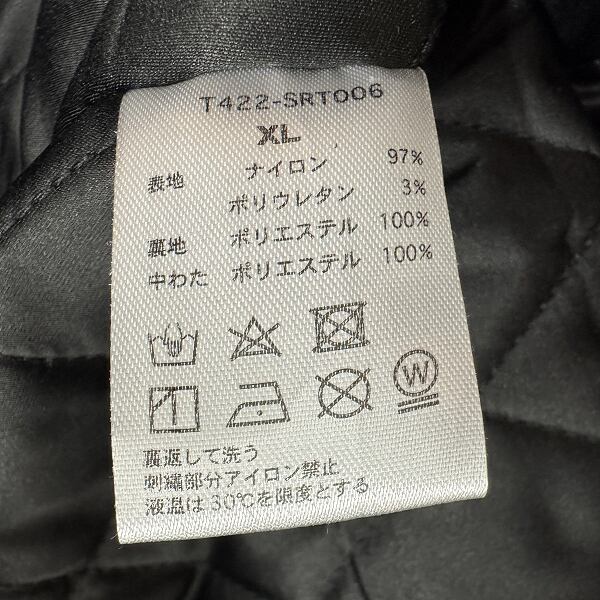 T422-SRT006
XL
表地 ナイロン 97%
ポリウレタン 3%
裏地 ポリエステル 100%
中わた ポリエステル 100%
W
裏返して洗う
刺繍部分アイロン禁止
液温は30℃を限度とする